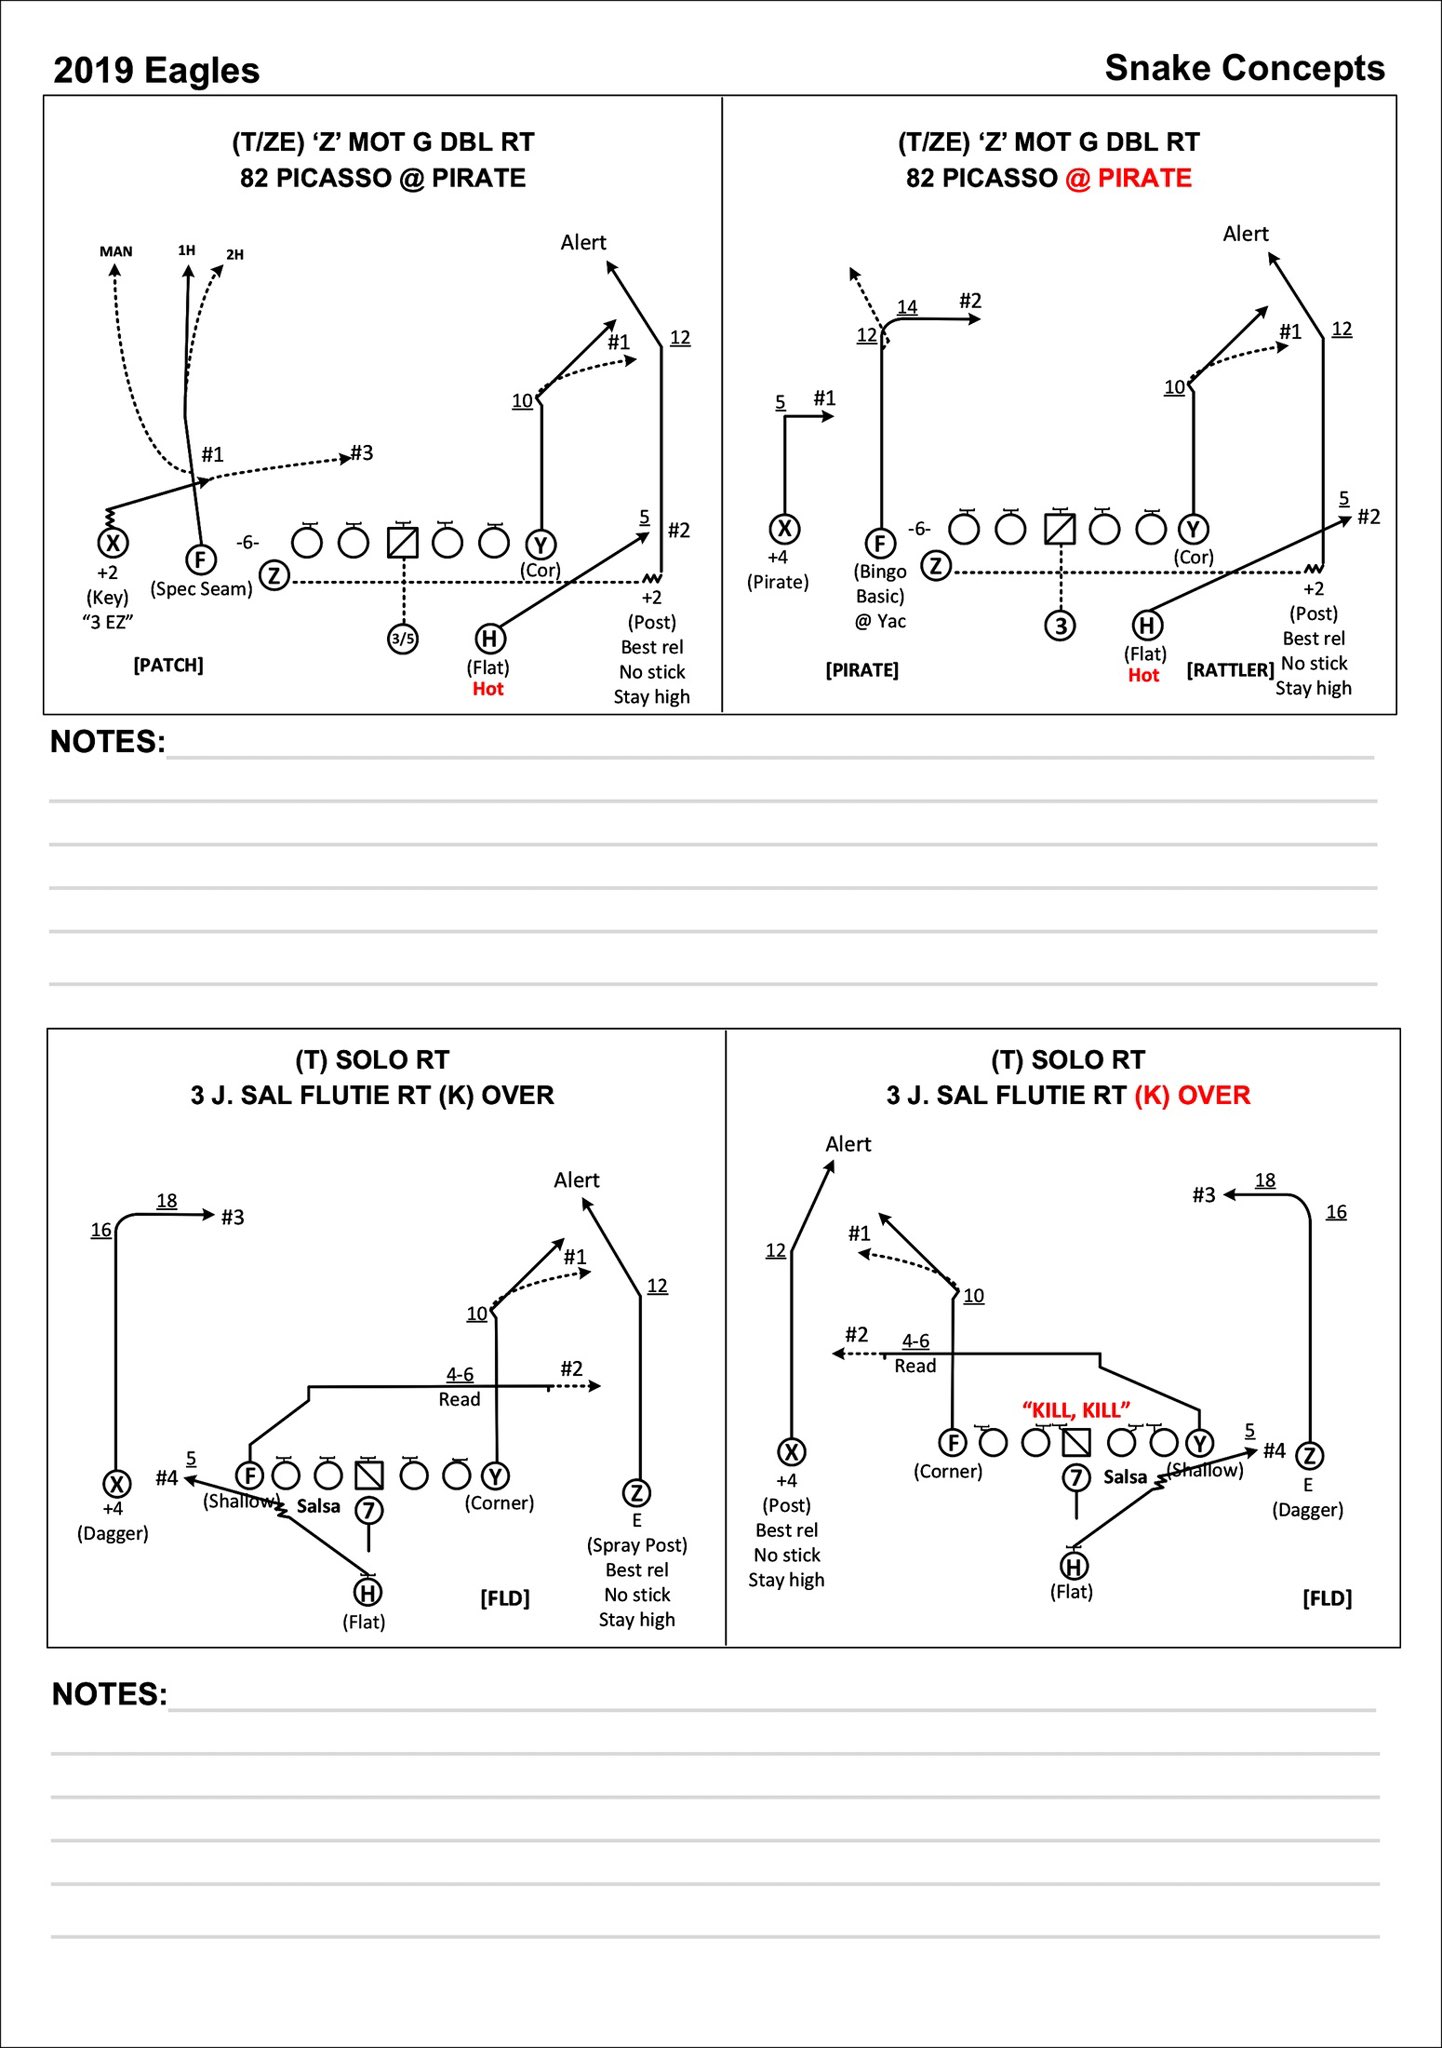 2019 Eagles
Snake Concepts
(T/ZE) ‘Z’ MOT G DBL RT
82 PICASSO @ PIRATE
MAN
1H
2H
Alert
12
#1
10
#1
#3
5
#2
X
F
-6-
Y
Z
+2
(Key)
“3 EZ”
(Spec Seam)
(Cor)
3/5
H
(Flat)
Hot
+2
(Post)
Best rel
No stick
Stay high
[PATCH]
(T/ZE) ‘Z’ MOT G DBL RT
82 PICASSO @ PIRATE
Alert
14
#2
12
#1
12
10
5
#1
5
#2
X
F
-6-
Y
Z
+4
(Pirate)
(Bingo
Basic)
@ Yac
(Cor)
3
H
(Flat)
Hot
+2
(Post)
Best rel
No stick
Stay high
[PIRATE]
[RATTLER]
NOTES:
(T) SOLO RT
3 J. SAL FLUTIE RT (K) OVER
Alert
18
#3
16
#1
12
10
4-6
Read
#2
5
#4
X
F
Y
Z
+4
(Dagger)
(Shallow)
Salsa
7
(Corner)
E
(Spray Post)
Best rel
No stick
Stay high
H
(Flat)
[FLD]
(T) SOLO RT
3 J. SAL FLUTIE RT (K) OVER
Alert
#3
18
16
#1
12
10
#2
4-6
Read
“KILL, KILL”
5
#4
X
F
Y
Z
+4
(Post)
Best rel
No stick
Stay high
(Corner)
7
Salsa
(Shallow)
E
(Dagger)
H
(Flat)
[FLD]
NOTES: